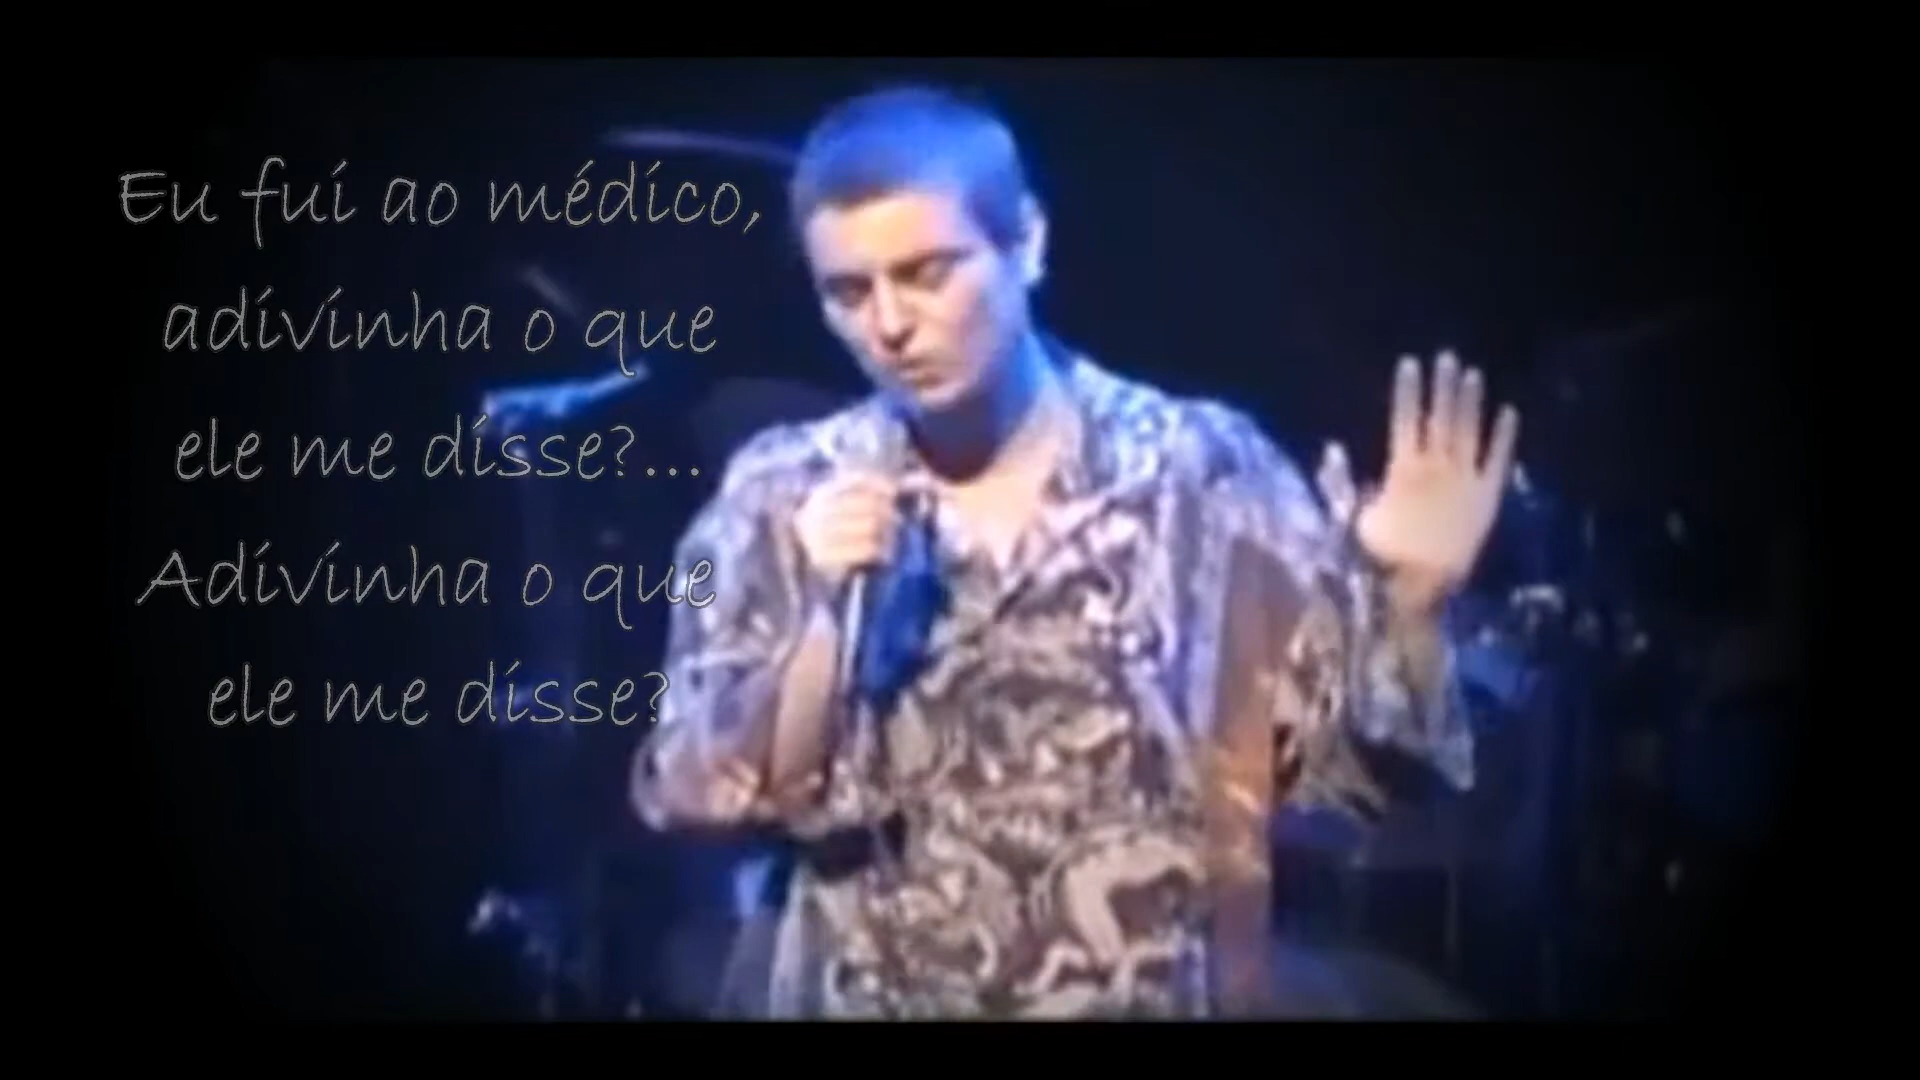 Eu fui ao médico,
adivinha o que
ele me disse?...
Adivinha o que
ele me disse?